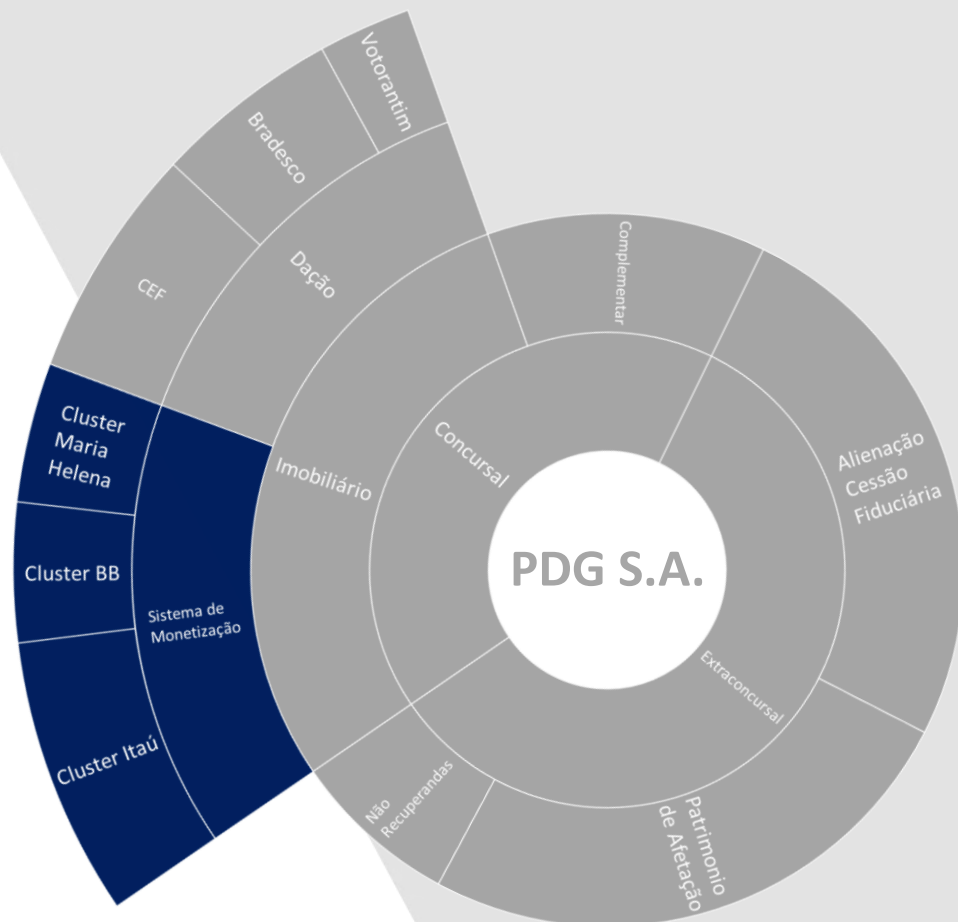 Votorantim
Bradesco
CEF
Dação
Complementar
Concursal
Imobiliário
Alienação
Cessão
Fiduciária
Cluster
Maria
Helena
Cluster BB
Cluster Itaú
Sistema de
Monetização
PDG S.A.
Extraconsursal
Não
Recuperandas
Patrimonio
de Afetação